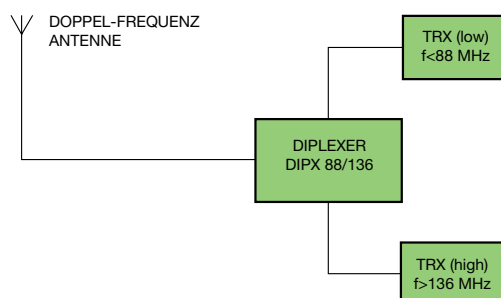 DOPPEL-FREQUENZ
ANTENNE
TRX (low)
f<88 MHz
DIPLEXER
DIPX 88/136
TRX (high)
f>136 MHz